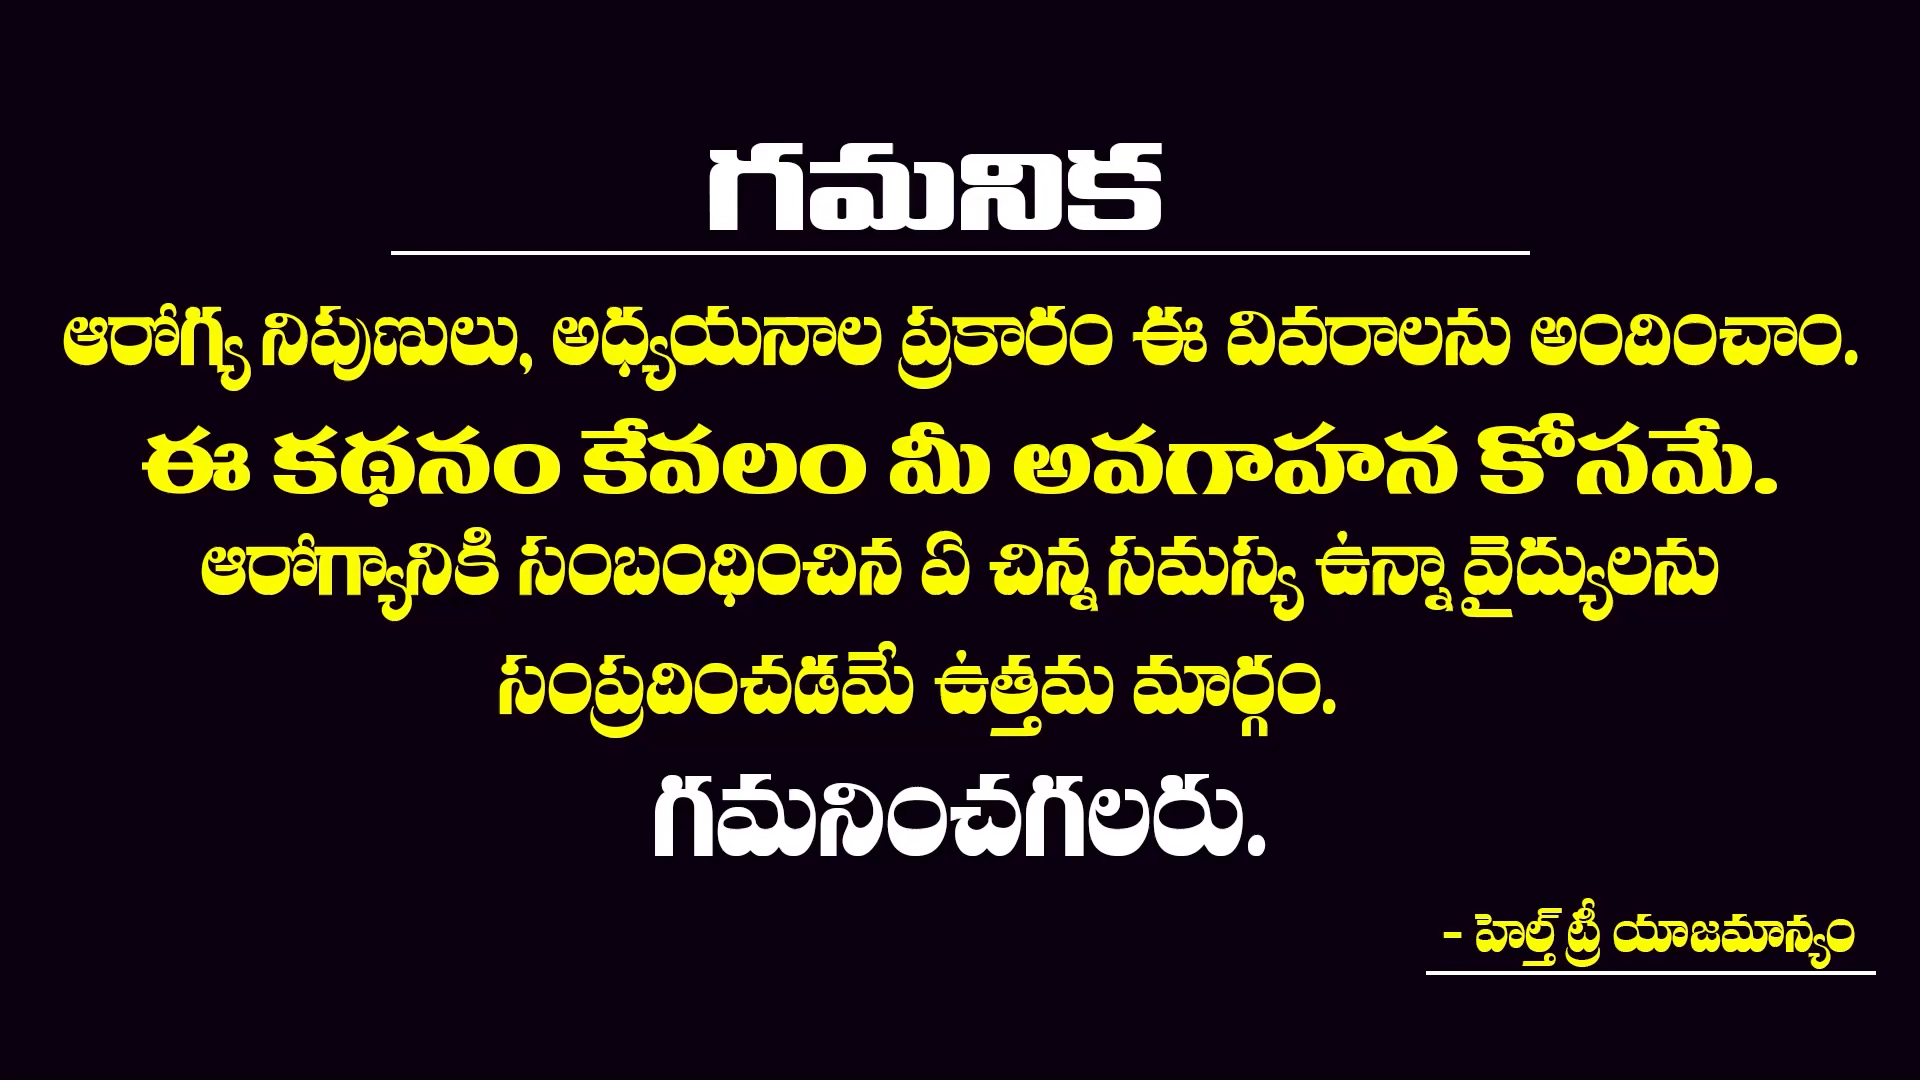 గమనిక
ఆరోగ్య నిపుణులు, అధ్యయనాల ప్రకారం ఈ వివరాలను అందించాం.
ఈ కథనం కేవలం మీ అవగాహన కోసమే.
ఆరోగ్యానికి సంబంధించిన ఏ చిన్న సమస్య ఉన్నా వైద్యులను
సంప్రదించడమే ఉత్తమ మార్గం.
గమనించగలరు.
- హెల్త్ ట్రీ యాజమాన్యం